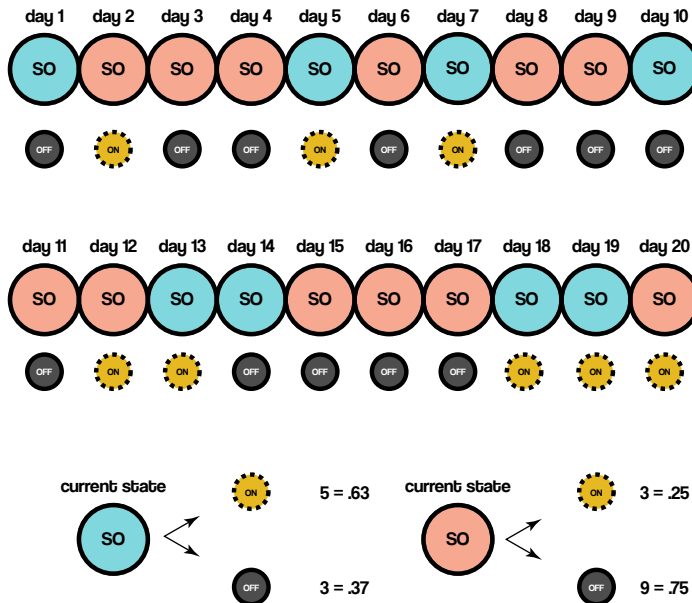 day 1 day 2 day 3 day 4 day 5 day 6 day 7 day 8 day 9 day 10
SO SO SO SO SO SO SO SO SO SO
OFF ON OFF OFF ON OFF ON OFF OFF OFF
day 11 day 12 day 13 day 14 day 15 day 16 day 17 day 18 day 19 day 20
SO SO SO SO SO SO SO SO SO SO
OFF ON ON OFF OFF OFF OFF ON ON ON
current state ON 5 = .63 current state ON 3 = .25
SO SO
OFF 3 = .37 OFF 9 = .75